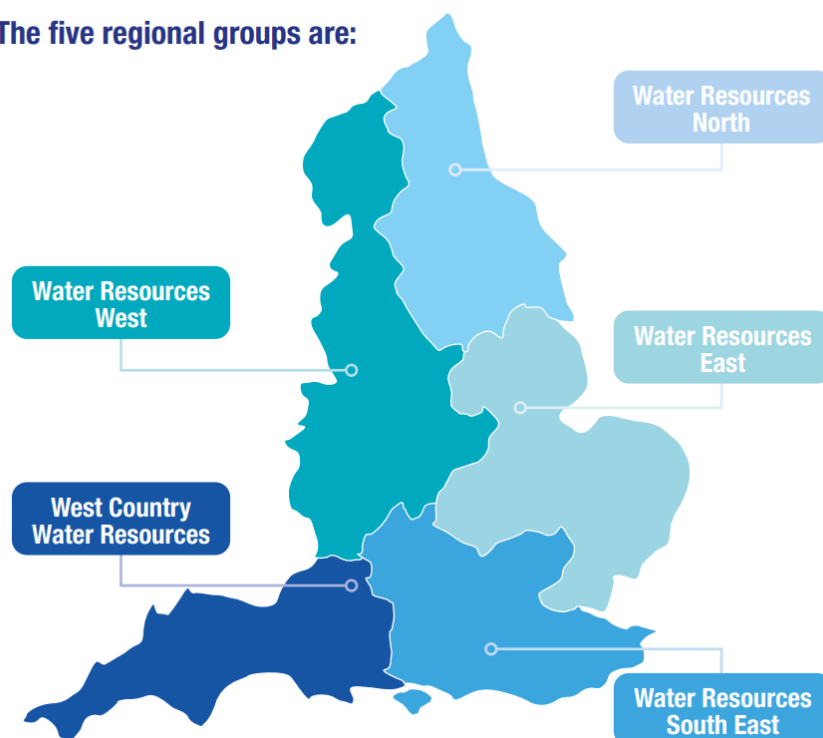 The five regional groups are:
Water Resources
North
Water Resources
West
Water Resources
East
West Country
Water Resources
Water Resources
South East